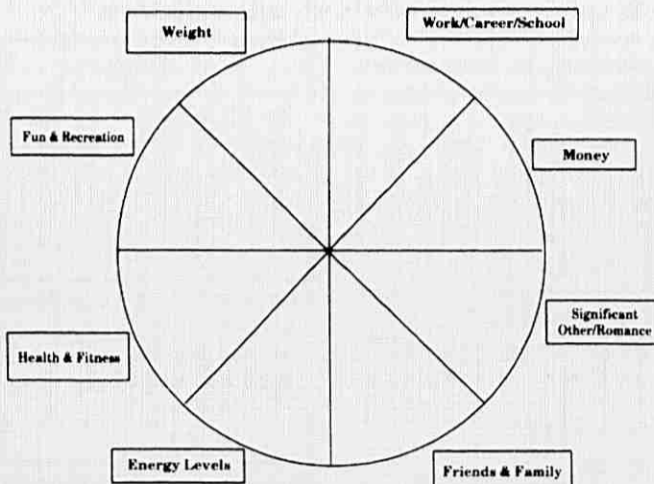 Weight
Work/Career/School
Fun & Recreation
Money
Significant
Other/Romance
Health & Fitness
Energy Levels
Friends & Family